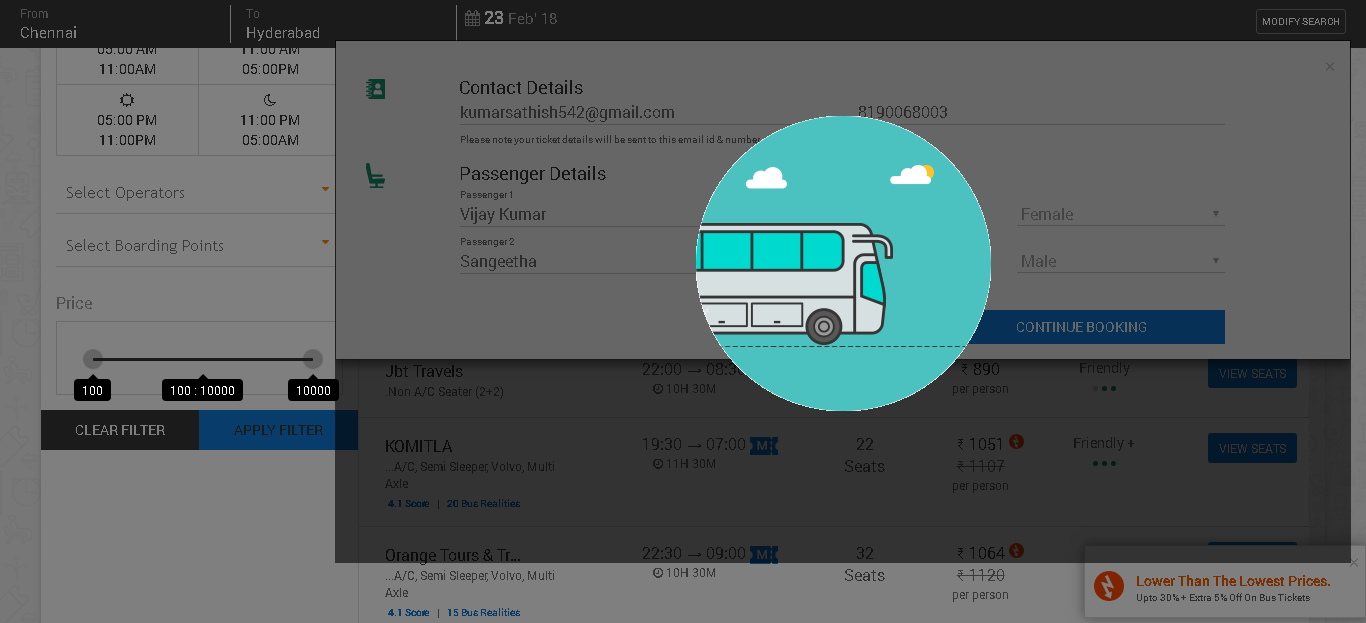 From
Chennai
To
Hyderabad
23 Feb' 18
MODIFY SEARCH
05:00 AM
11:00AM
11:00 AM
05:00PM
05:00 PM
11:00PM
11:00 PM
05:00AM
Select Operators
Select Boarding Points
Price
100
100 : 10000
10000
CLEAR FILTER
APPLY FILTER
Contact Details
kumarsathish542@gmail.com
8190068003
Please note your ticket details will be sent to this email id & number
Passenger Details
Passenger 1
Vijay Kumar
Female
Passenger 2
Sangeetha
Male
CONTINUE BOOKING
Jbt Travels
.Non A/C Seater (2+2)
22:00 → 08:30
10H 30M
₹ 890
per person
Friendly
VIEW SEATS
KOMITLA
...A/C, Semi Sleeper, Volvo, Multi
Axle
4.1 Score | 20 Bus Realities
19:30 → 07:00
11H 30M
22
Seats
₹ 1051
₹ 1107
per person
Friendly +
VIEW SEATS
Orange Tours & Tr...
...A/C, Semi Sleeper, Volvo, Multi
Axle
4.1 Score | 15 Bus Realities
22:30 → 09:00
10H 30M
32
Seats
₹ 1064
₹ 1120
per person
Lower Than The Lowest Prices.
Upto 30% + Extra 5% Off On Bus Tickets